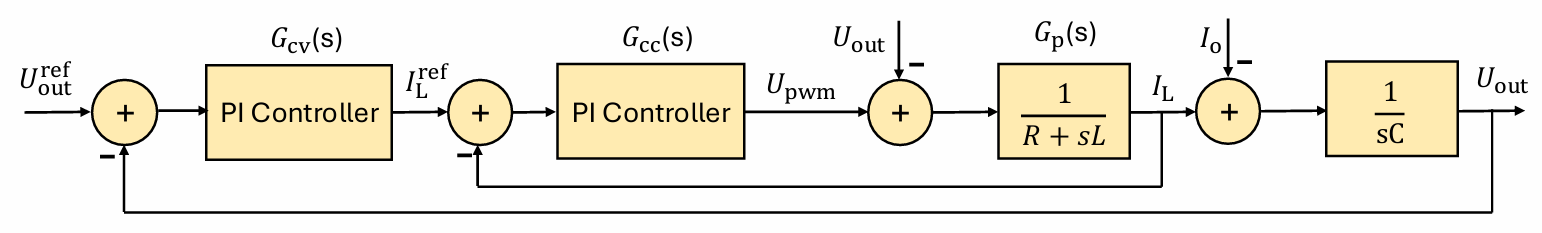 G_cv(s)
G_cc(s)
U_out
−
G_p(s)
I_o
−
U_out^ref
+
−
PI Controller
I_L^ref
+
−
PI Controller
U_pwm
+
1
R + sL
I_L
+
1
sC
U_out